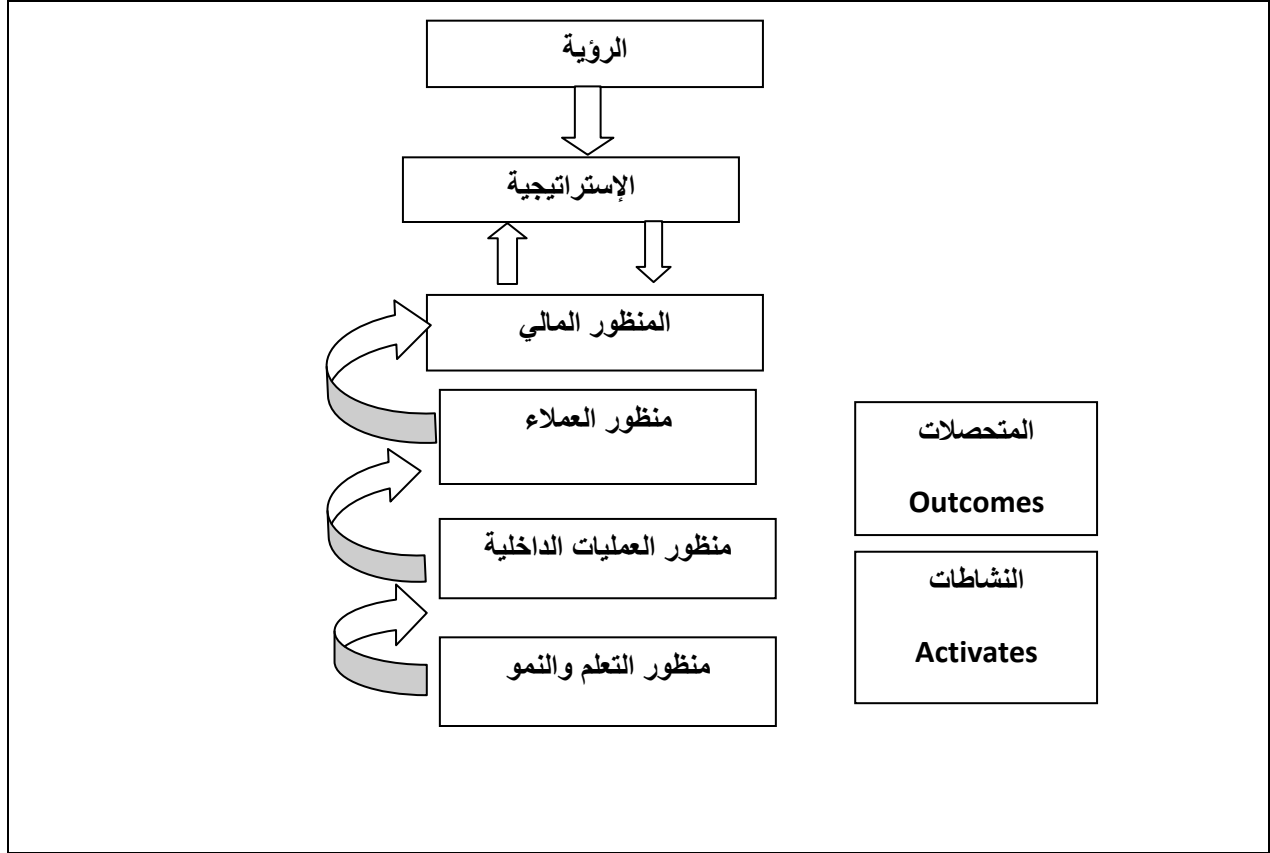 الرؤية
الإستراتيجية
المنظور المالي
منظور العملاء
منظور العمليات الداخلية
منظور التعلم والنمو
المتحصلات
Outcomes
النشاطات
Activates